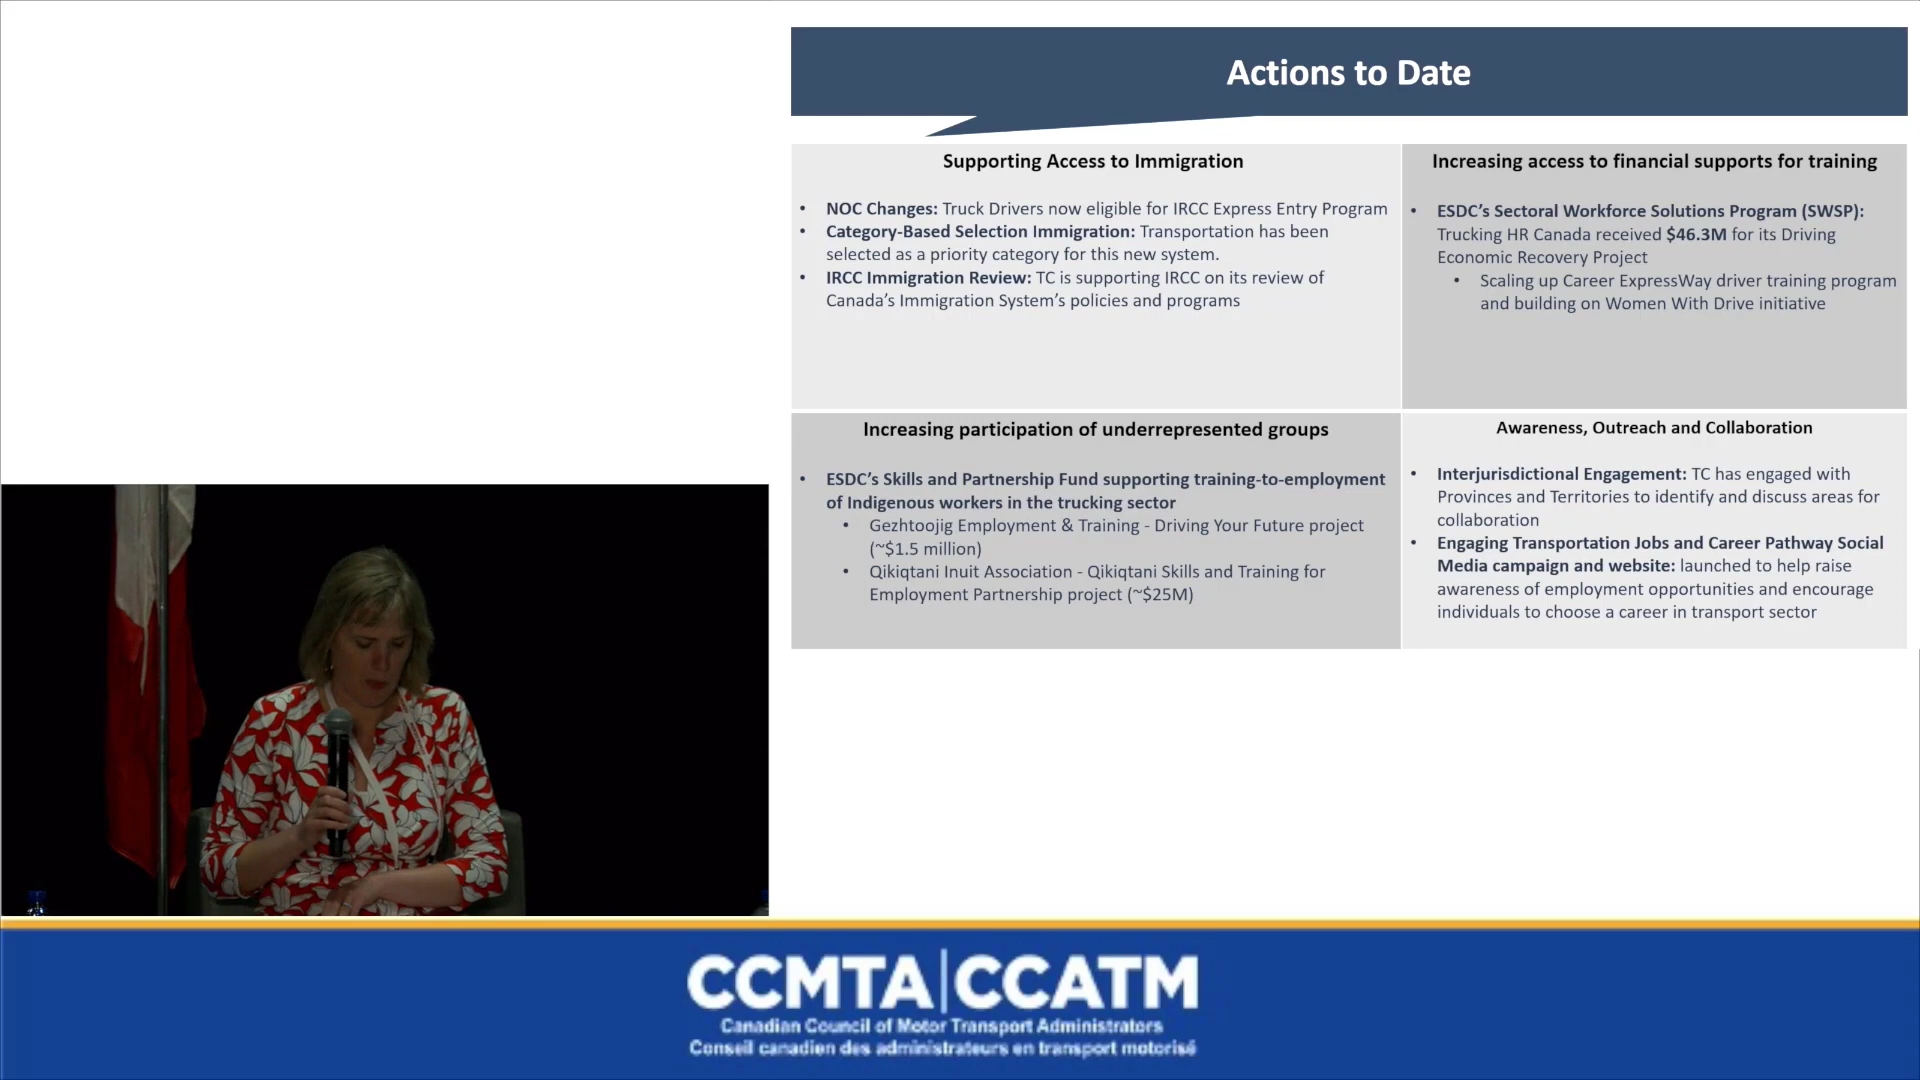 Actions to Date
Supporting Access to Immigration
• NOC Changes: Truck Drivers now eligible for IRCC Express Entry Program
• Category-Based Selection Immigration: Transportation has been
selected as a priority category for this new system.
• IRCC Immigration Review: TC is supporting IRCC on its review of
Canada’s Immigration System’s policies and programs
Increasing access to financial supports for training
• ESDC’s Sectoral Workforce Solutions Program (SWSP):
Trucking HR Canada received $46.3M for its Driving
Economic Recovery Project
• Scaling up Career ExpressWay driver training program
and building on Women With Drive initiative
Increasing participation of underrepresented groups
• ESDC’s Skills and Partnership Fund supporting training-to-employment
of Indigenous workers in the trucking sector
• Gezhtoojig Employment & Training - Driving Your Future project
(~$1.5 million)
• Qikiqtani Inuit Association - Qikiqtani Skills and Training for
Employment Partnership project (~$25M)
Awareness, Outreach and Collaboration
• Interjurisdictional Engagement: TC has engaged with
Provinces and Territories to identify and discuss areas for
collaboration
• Engaging Transportation Jobs and Career Pathway Social
Media campaign and website: launched to help raise
awareness of employment opportunities and encourage
individuals to choose a career in transport sector
CCMTA|CCATM
Canadian Council of Motor Transport Administrators
Conseil canadien des administrateurs en transport motorisé